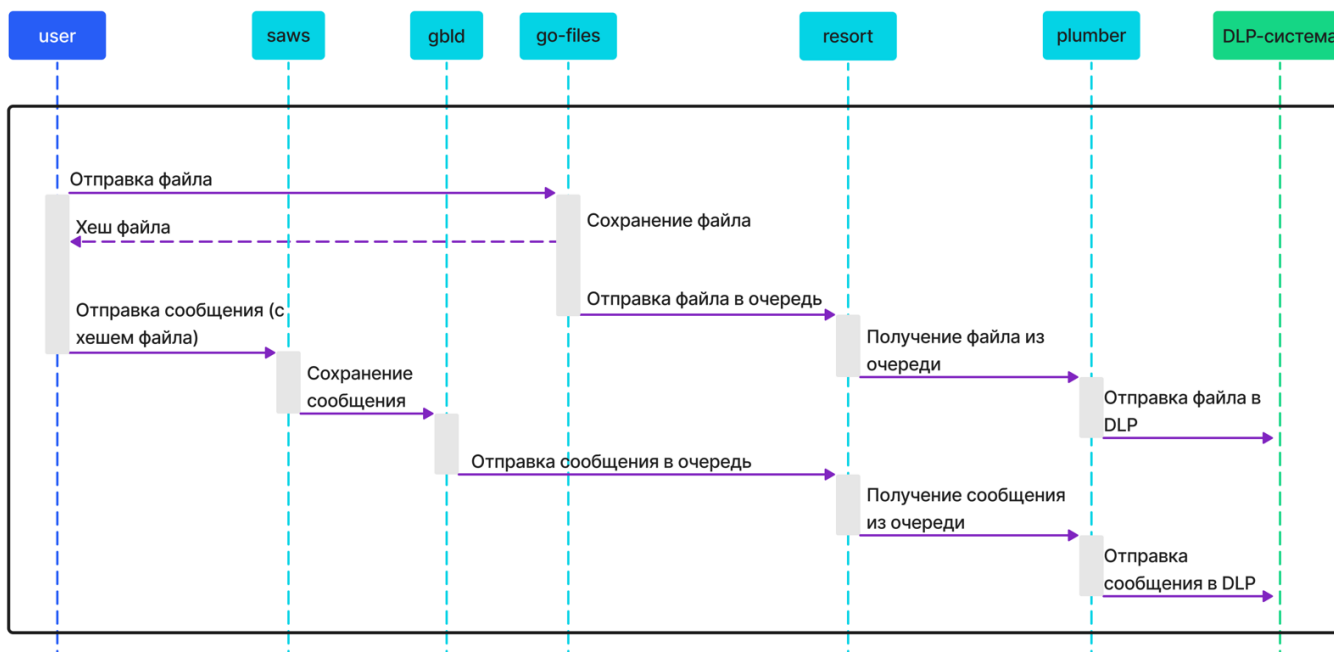 user
saws
gbld
go-files
resort
plumber
DLP-система
Отправка файла
Сохранение файла
Хеш файла
Отправка файла в очередь
Отправка сообщения (с
хешем файла)
Получение файла из
очереди
Сохранение
сообщения
Отправка файла в
DLP
Отправка сообщения в очередь
Получение сообщения
из очереди
Отправка
сообщения в DLP